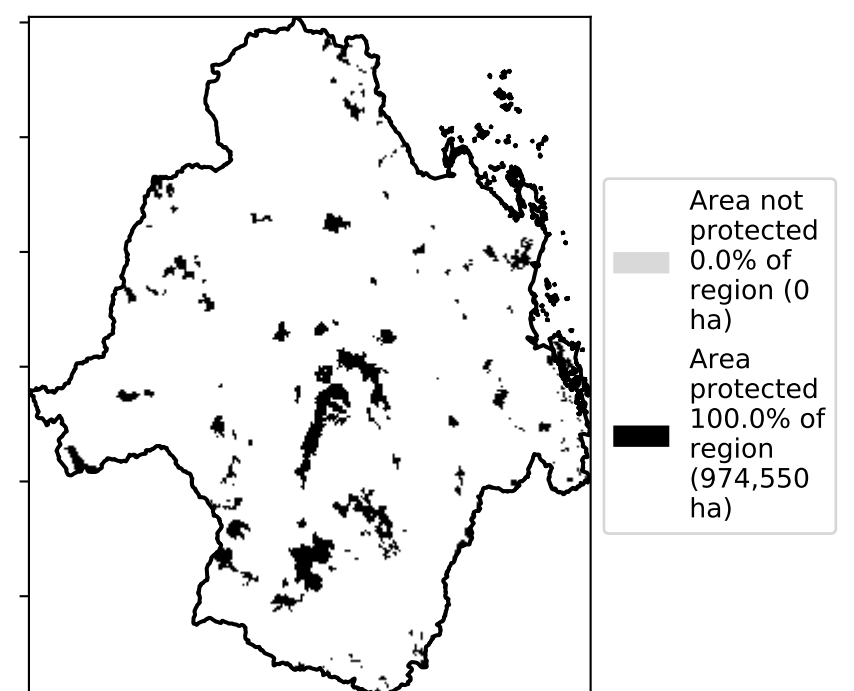 Area not
protected
0.0% of
region (0
ha)
Area
protected
100.0% of
region
(974,550
ha)